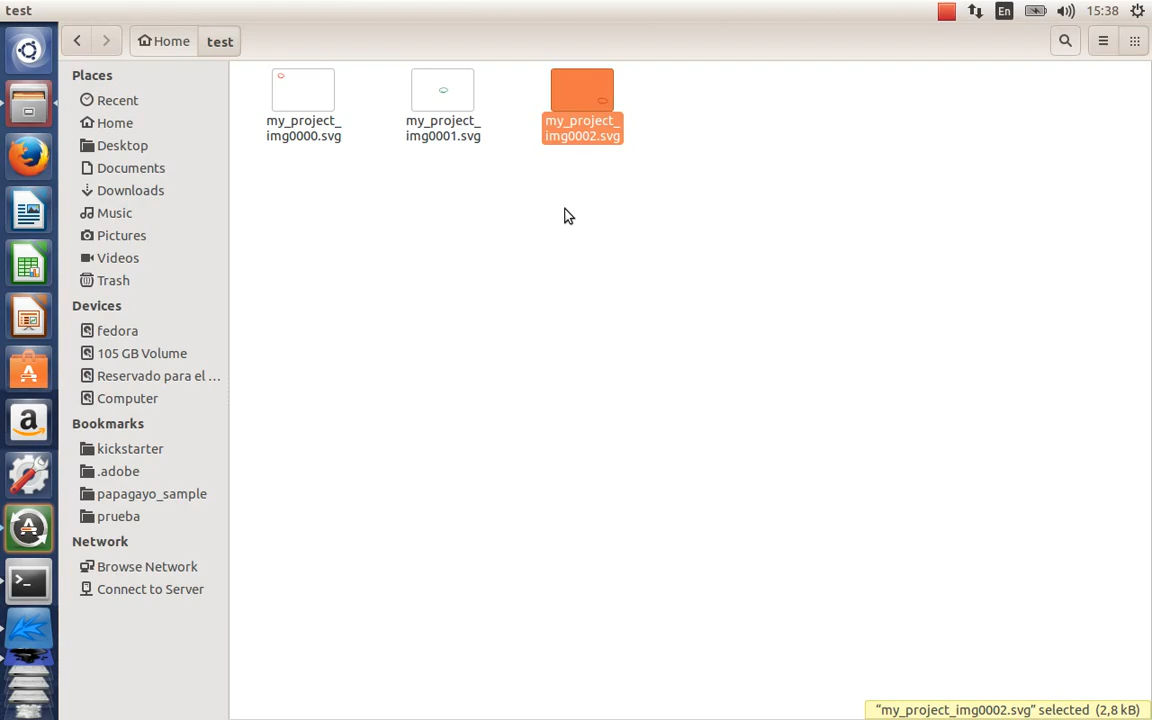 test
En
15:38
Home
test
Places
Recent
Home
Desktop
Documents
Downloads
Music
Pictures
Videos
Trash
Devices
fedora
105 GB Volume
Reservado para el ...
Computer
Bookmarks
kickstarter
.adobe
papagayo_sample
prueba
Network
Browse Network
Connect to Server
my_project_
img0000.svg
my_project_
img0001.svg
my_project_
img0002.svg
“my_project_img0002.svg” selected (2,8 kB)